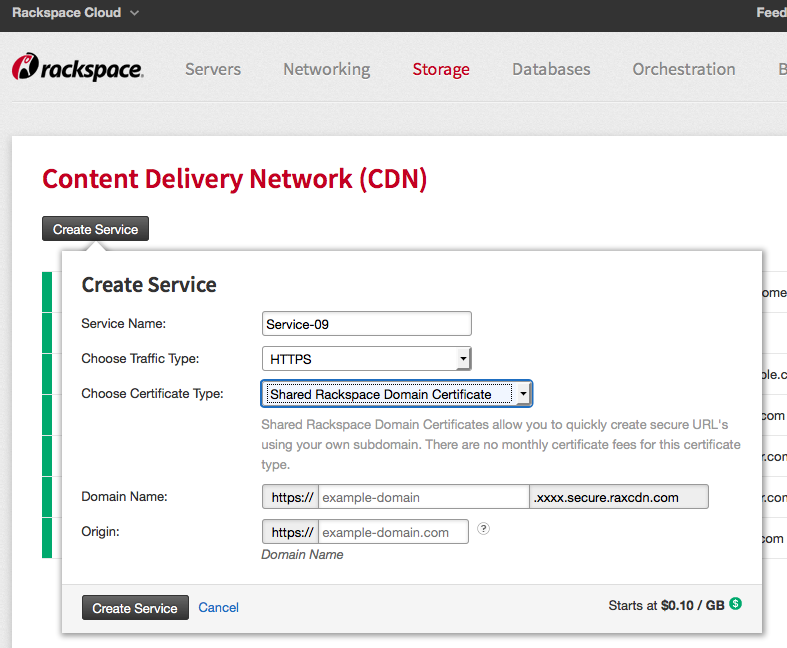 Rackspace Cloud
Feed
rackspace.
Servers Networking Storage Databases Orchestration B
Content Delivery Network (CDN)
Create Service
Create Service
ome
Service Name: Service-09
Choose Traffic Type: HTTPS
ple.c
Choose Certificate Type: Shared Rackspace Domain Certificate
com
Shared Rackspace Domain Certificates allow you to quickly create secure URL's
using your own subdomain. There are no monthly certificate fees for this certificate
r.com
type.
Domain Name: https:// example-domain .xxxx.secure.raxcdn.com
r.com
Origin: https:// example-domain.com ?
com
Domain Name
Create Service Cancel Starts at $0.10 / GB $